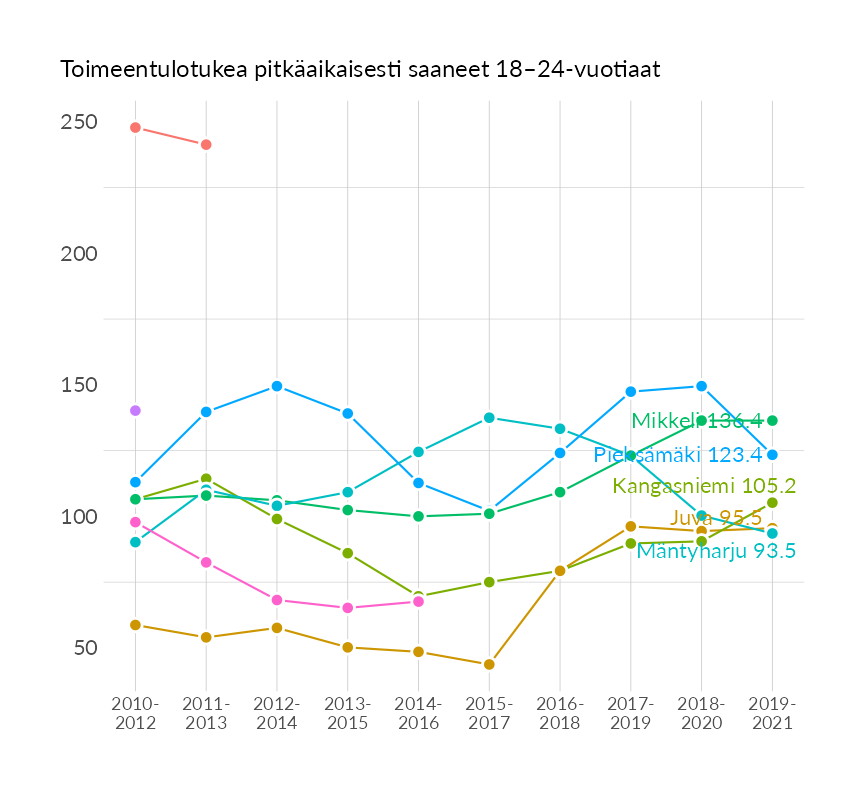 Toimeentulotukea pitkäaikaisesti saaneet 18–24-vuotiaat
250
200
150
Mikkeli 136.4
Pieksämäki 123.4
Kangasniemi 105.2
100
Juva 95.5
Mäntyharju 93.5
50
2010- 2011- 2012- 2013- 2014- 2015- 2016- 2017- 2018- 2019-
2012 2013 2014 2015 2016 2017 2018 2019 2020 2021